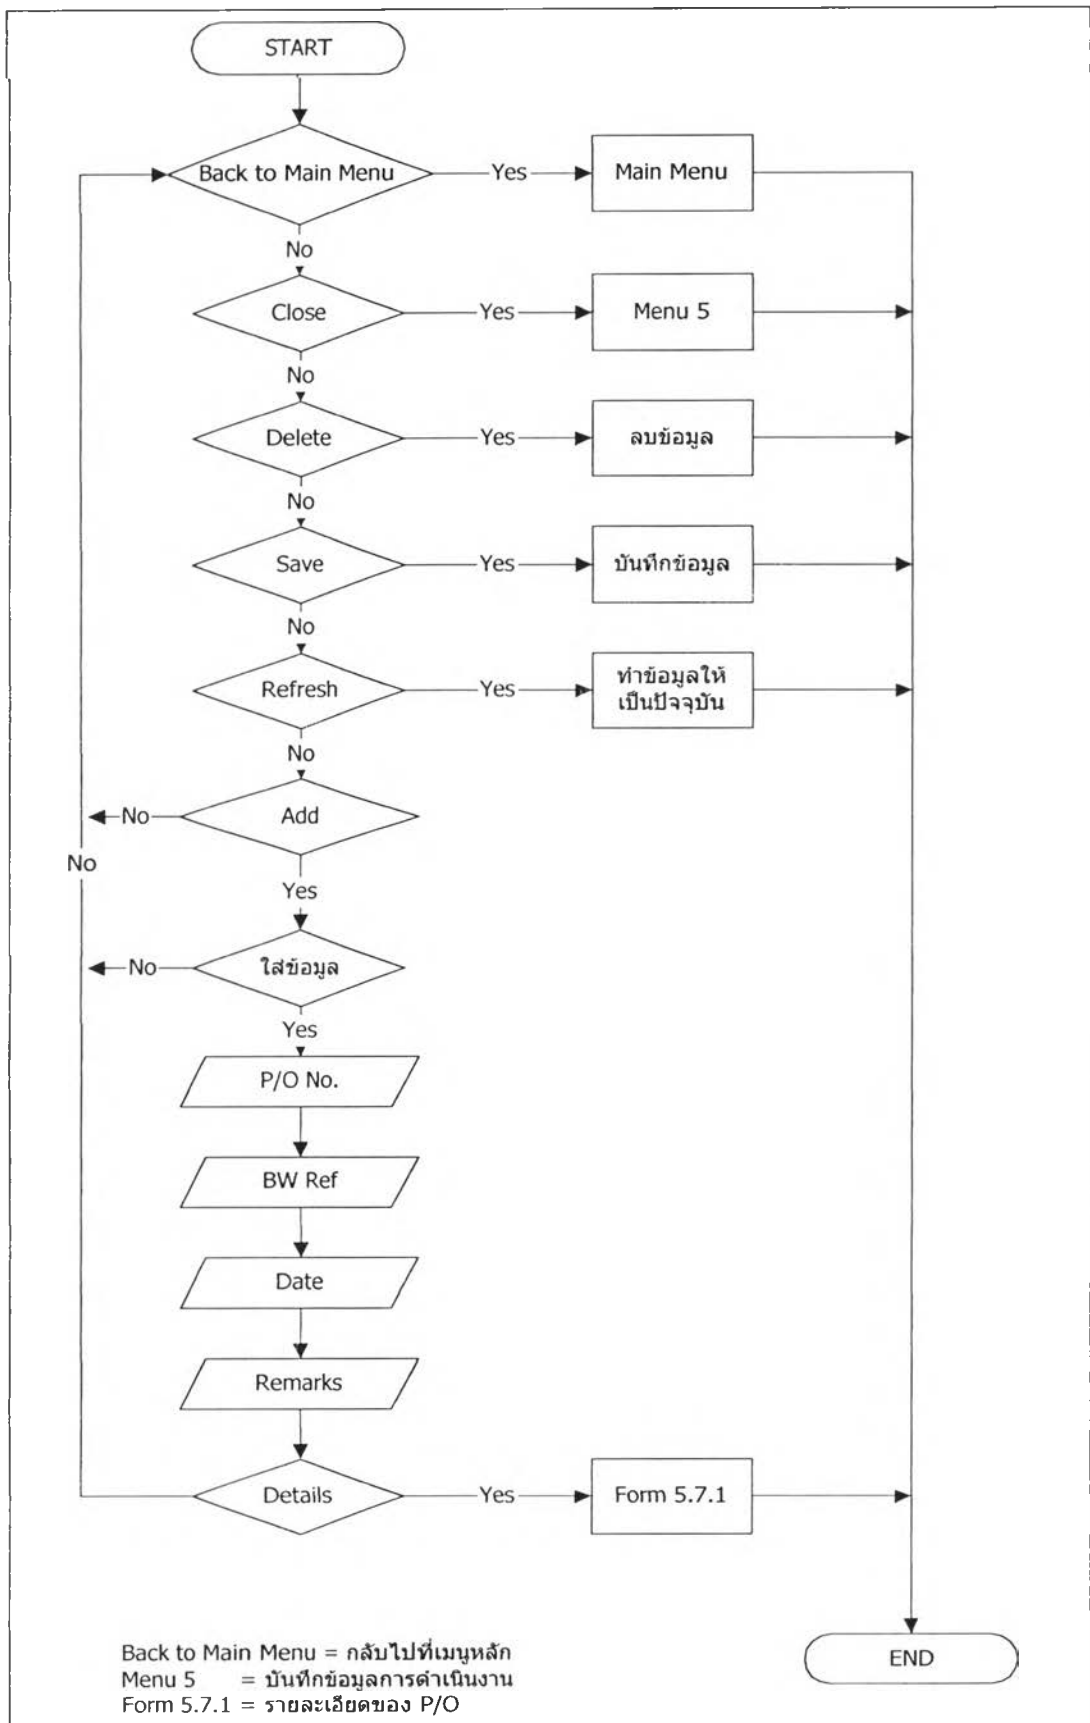 START
Back to Main Menu
Yes
Main Menu
No
Close
Yes
Menu 5
No
Delete
Yes
ลบข้อมูล
No
Save
Yes
บันทึกข้อมูล
No
Refresh
Yes
ทำข้อมูลให้
เป็นปัจจุบัน
No
Add
No
No
Yes
ใส่ข้อมูล
No
Yes
P/O No.
BW Ref
Date
Remarks
Details
Yes
Form 5.7.1
END
Back to Main Menu = กลับไปที่เมนูหลัก
Menu 5 = บันทึกข้อมูลการดำเนินงาน
Form 5.7.1 = รายละเอียดของ P/O